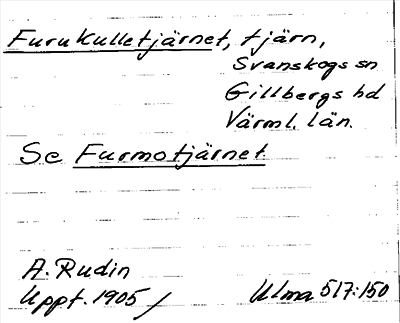 Furukulletjärnet, tjärn,
Svanskogs sn
Gillbergs hd
Värml. län.
Se Furmotjärnet
A. Rudin
Uppt. 1905 / Ulma 517:150